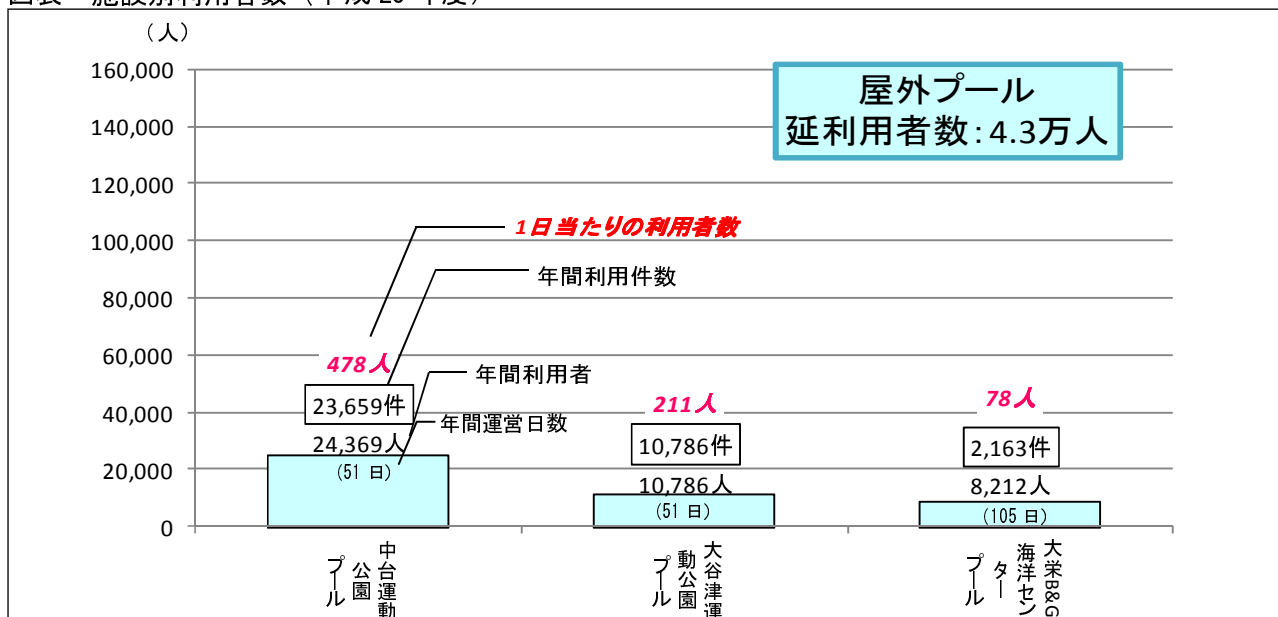 （人）
160,000
140,000
120,000
100,000
80,000
60,000
40,000
20,000
0
屋外プール
延利用者数：4.3万人
1日当たりの利用者数
年間利用件数
年間利用者
年間運営日数
478人
23,659件
24,369人
(51 日)
211人
10,786件
10,786人
(51 日)
78人
2,163件
8,212人
(105 日)
中台運動
公園
プール
大谷津運
動公園
プール
大栄B&G
海洋セン
ター
プール